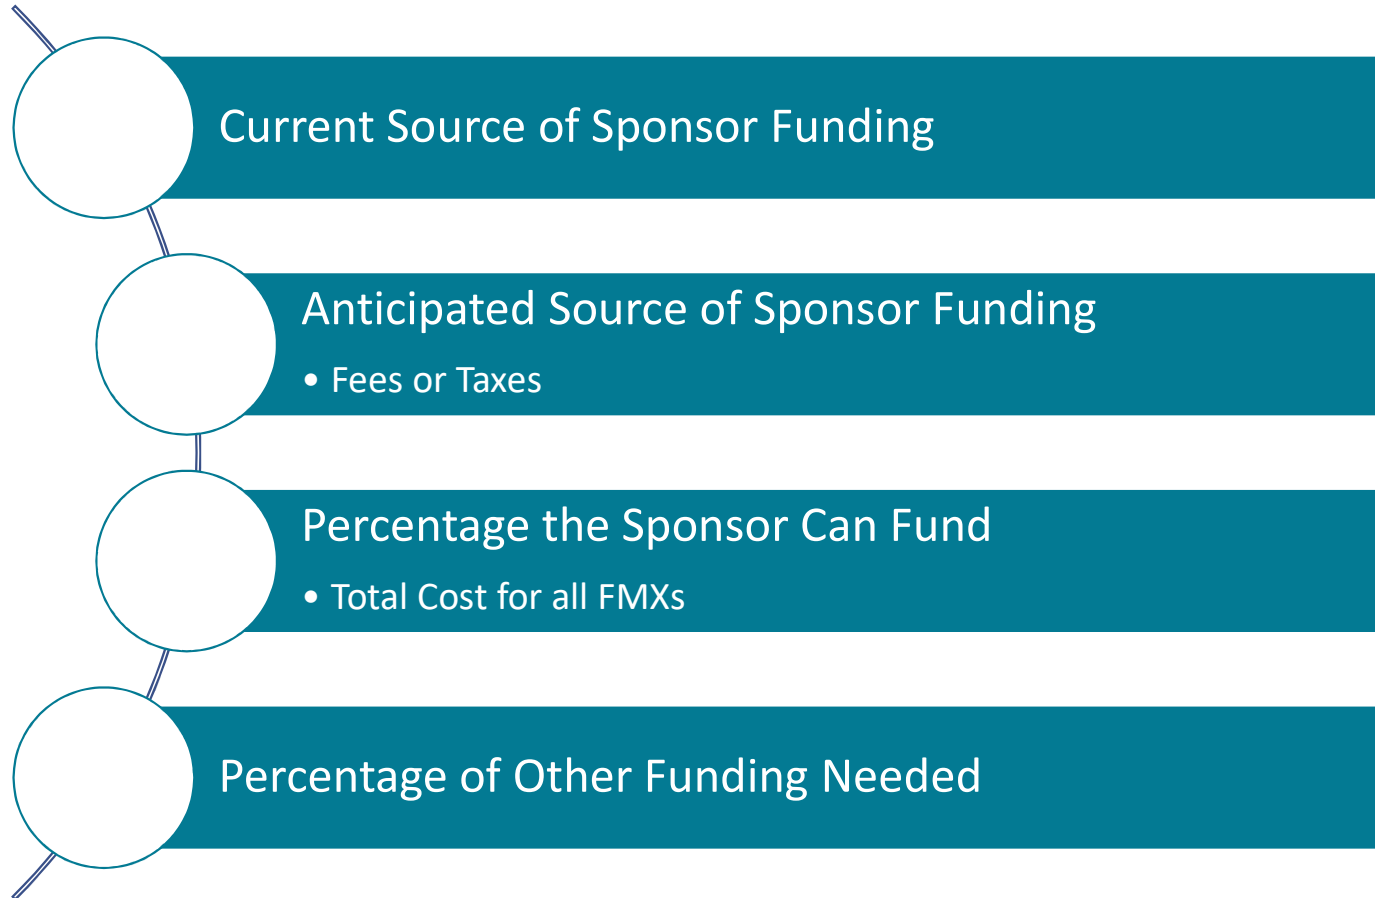 Current Source of Sponsor Funding
Anticipated Source of Sponsor Funding
• Fees or Taxes
Percentage the Sponsor Can Fund
• Total Cost for all FMXs
Percentage of Other Funding Needed